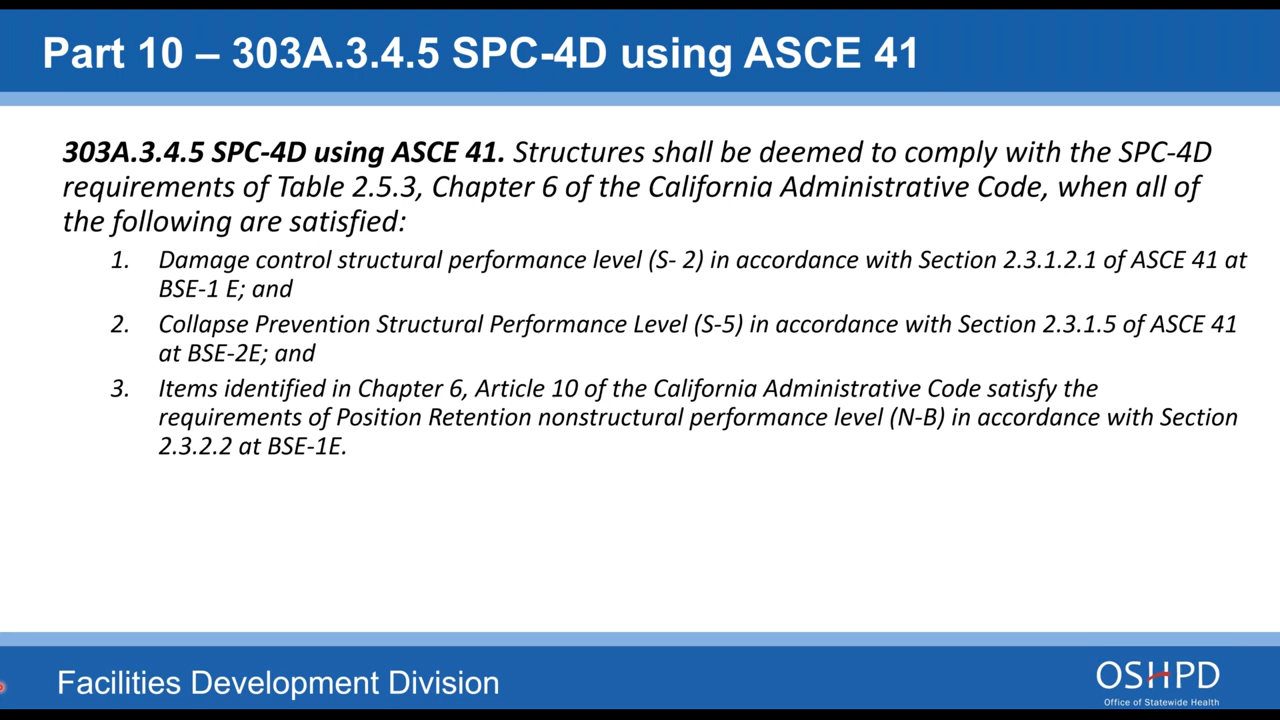 Part 10 – 303A.3.4.5 SPC-4D using ASCE 41
303A.3.4.5 SPC-4D using ASCE 41. Structures shall be deemed to comply with the SPC-4D
requirements of Table 2.5.3, Chapter 6 of the California Administrative Code, when all of
the following are satisfied:
1. Damage control structural performance level (S- 2) in accordance with Section 2.3.1.2.1 of ASCE 41 at
BSE-1 E; and
2. Collapse Prevention Structural Performance Level (S-5) in accordance with Section 2.3.1.5 of ASCE 41
at BSE-2E; and
3. Items identified in Chapter 6, Article 10 of the California Administrative Code satisfy the
requirements of Position Retention nonstructural performance level (N-B) in accordance with Section
2.3.2.2 at BSE-1E.
Facilities Development Division
OSHPD
Office of Statewide Health